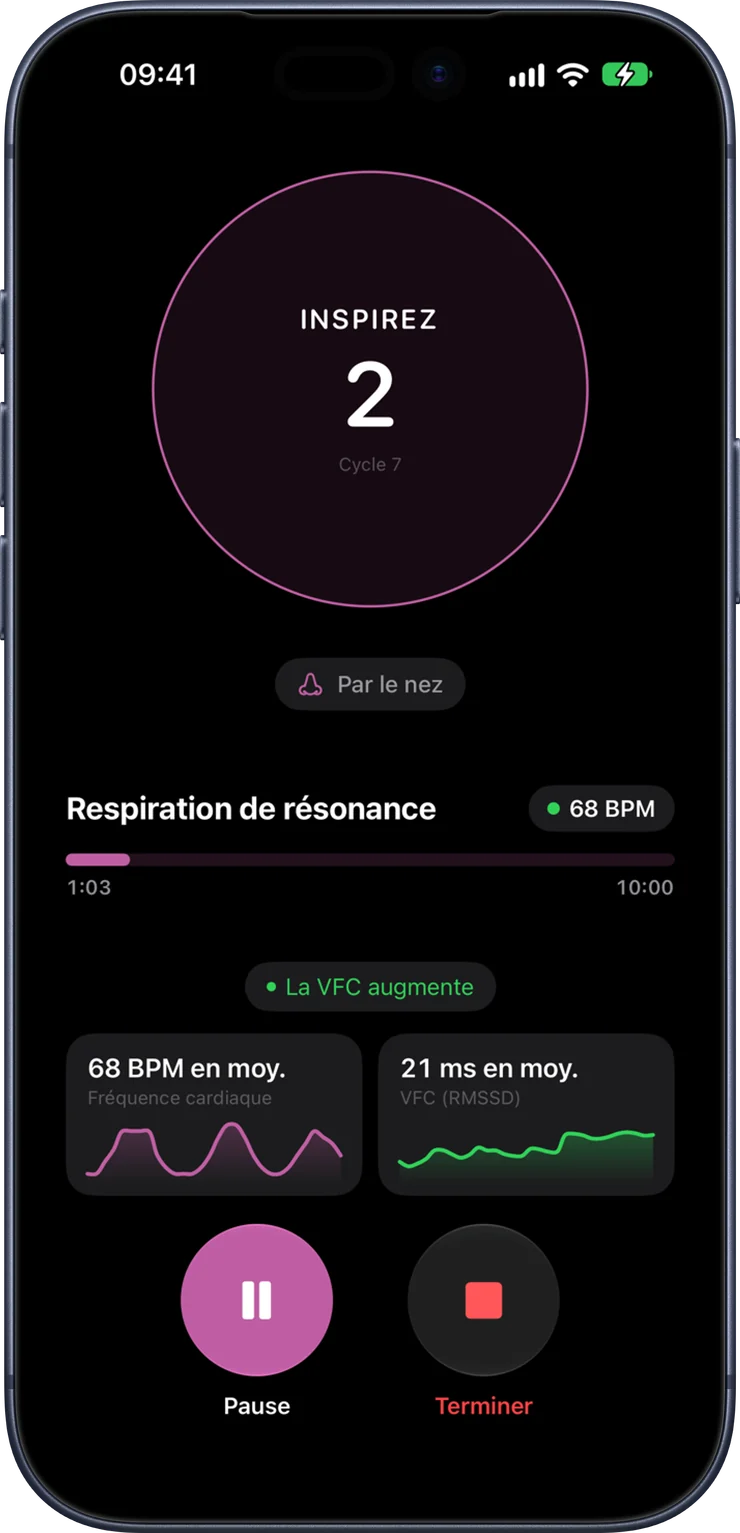 09:41
INSPIREZ
2
Cycle 7
Par le nez
Respiration de résonance
68 BPM
1:03
10:00
La VFC augmente
68 BPM en moy.
Fréquence cardiaque
21 ms en moy.
VFC (RMSSD)
Pause
Terminer